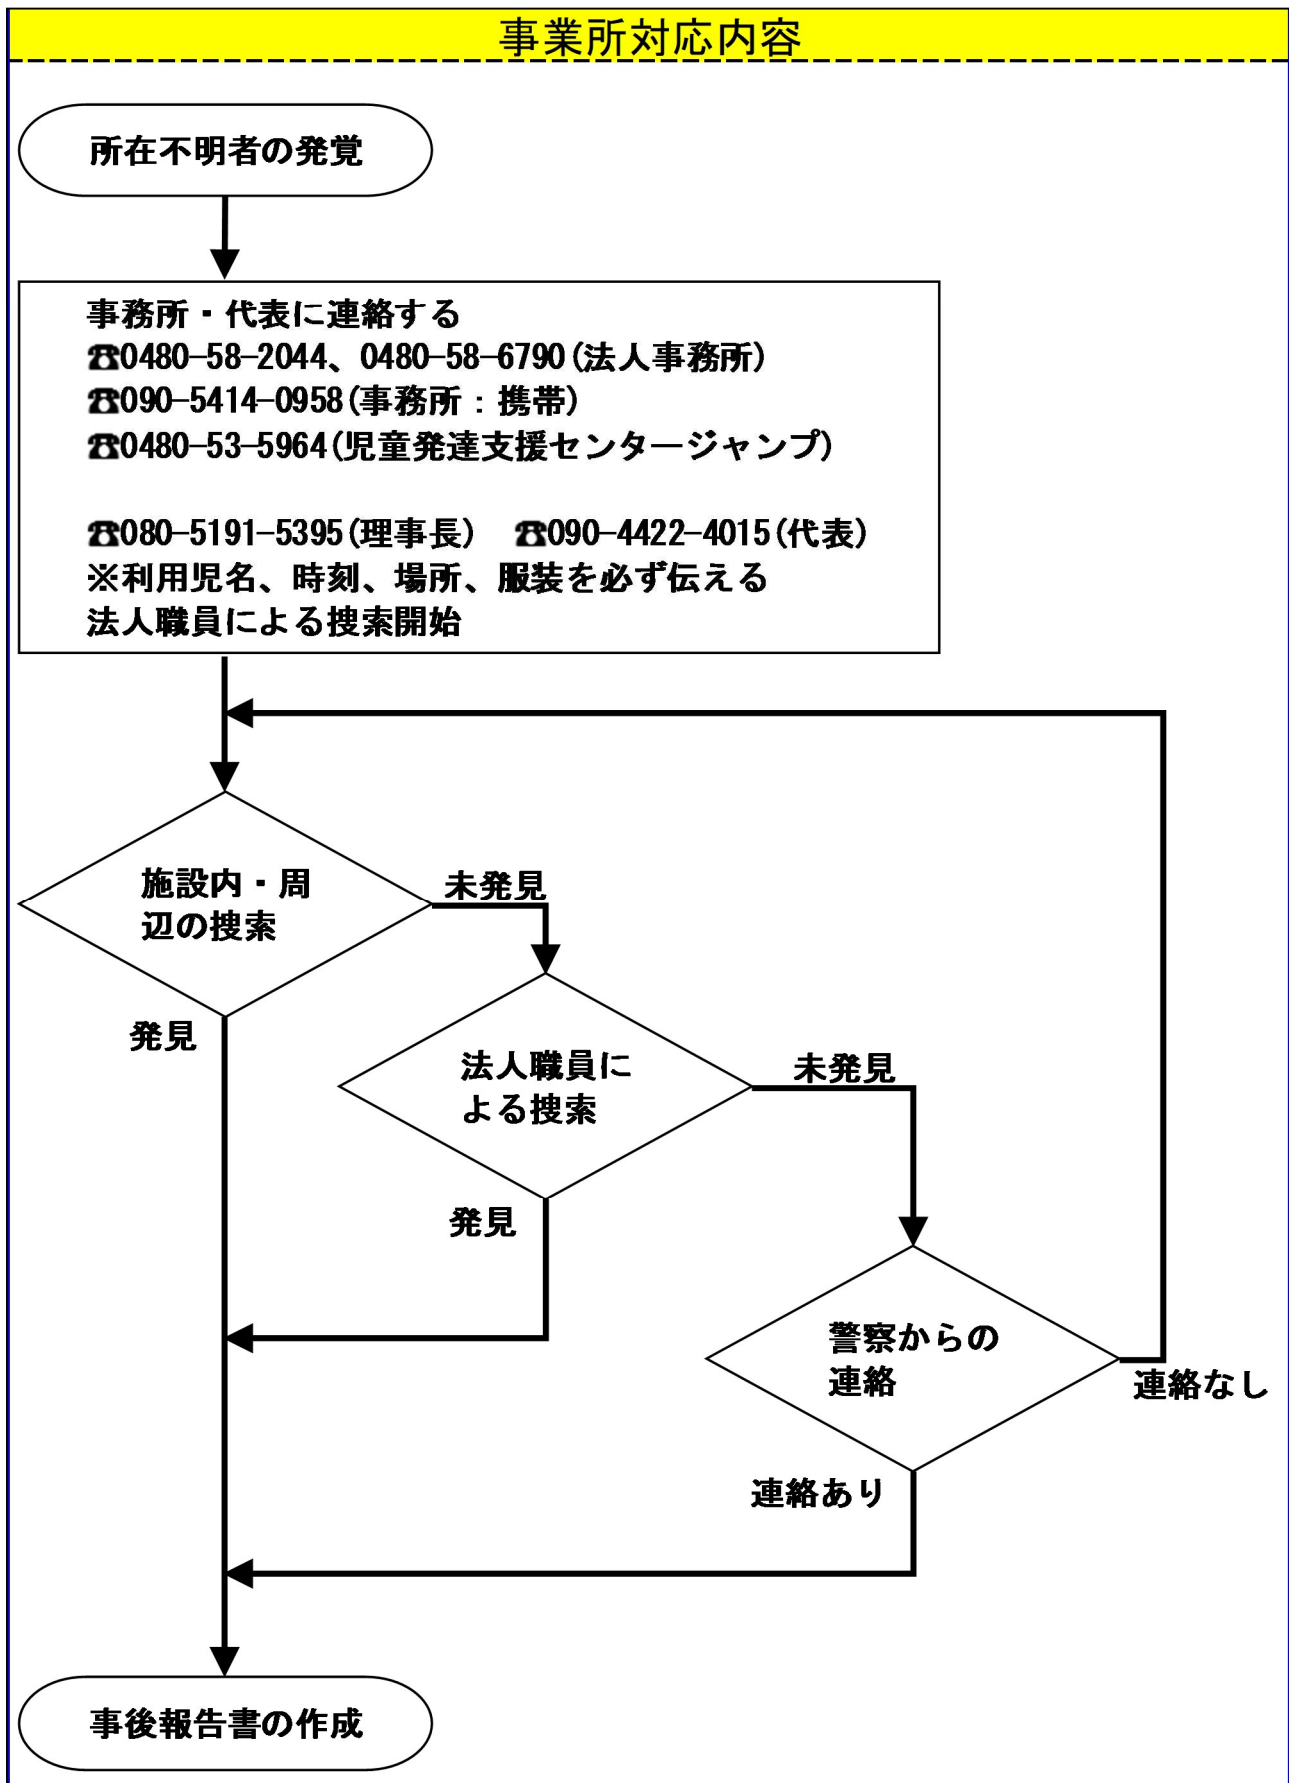 事業所対応内容
所在不明者の発覚
事務所・代表に連絡する
☎0480-58-2044、0480-58-6790(法人事務所)
☎090-5414-0958(事務所:携帯)
☎0480-53-5964(児童発達支援センタージャンプ)
☎080-5191-5395(理事長) ☎090-4422-4015(代表)
※利用児名、時刻、場所、服装を必ず伝える
法人職員による捜索開始
施設内・周
辺の捜索
未発見
発見
法人職員に
よる捜索
未発見
発見
警察からの
連絡
連絡なし
連絡あり
事後報告書の作成